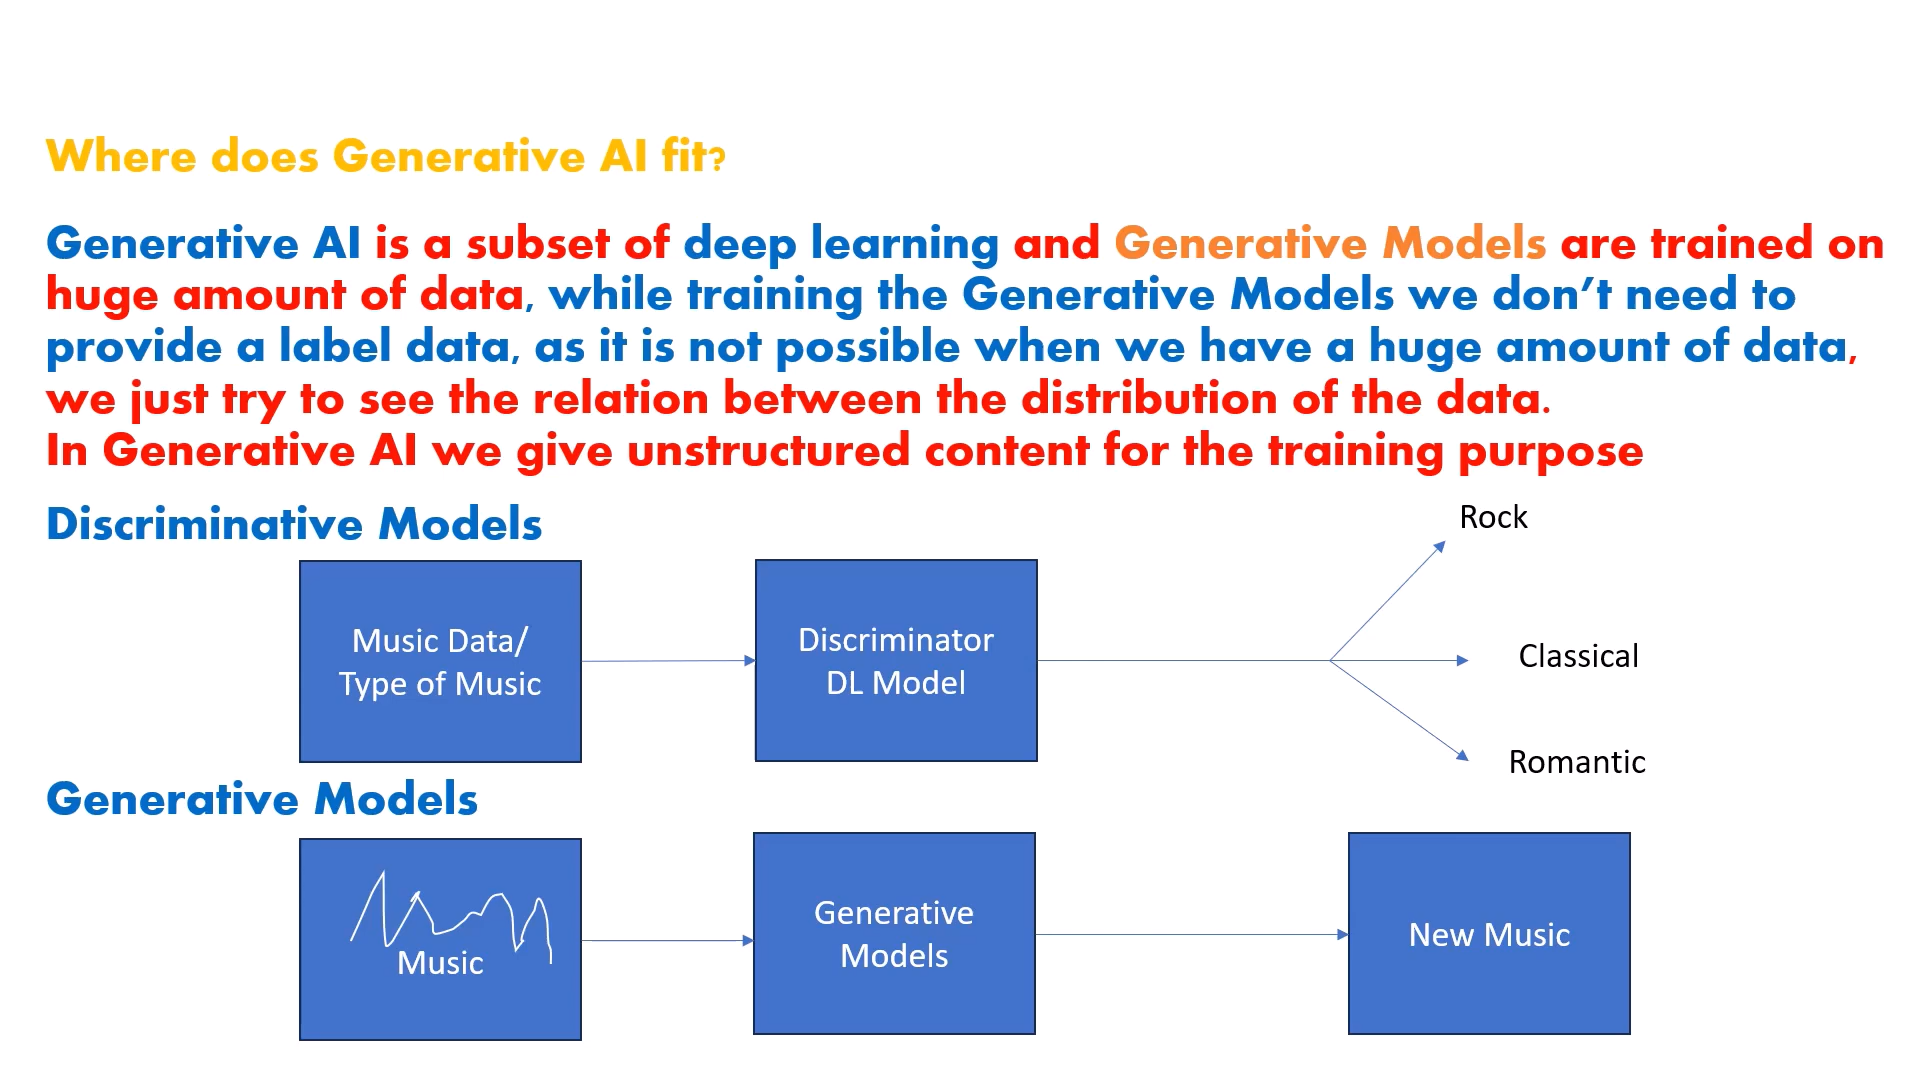 Where does Generative AI fit?
Generative AI is a subset of deep learning and Generative Models are trained on
huge amount of data, while training the Generative Models we don’t need to
provide a label data, as it is not possible when we have a huge amount of data,
we just try to see the relation between the distribution of the data.
In Generative AI we give unstructured content for the training purpose
Discriminative Models
Music Data/
Type of Music
Discriminator
DL Model
Rock
Classical
Romantic
Generative Models
Music
Generative
Models
New Music